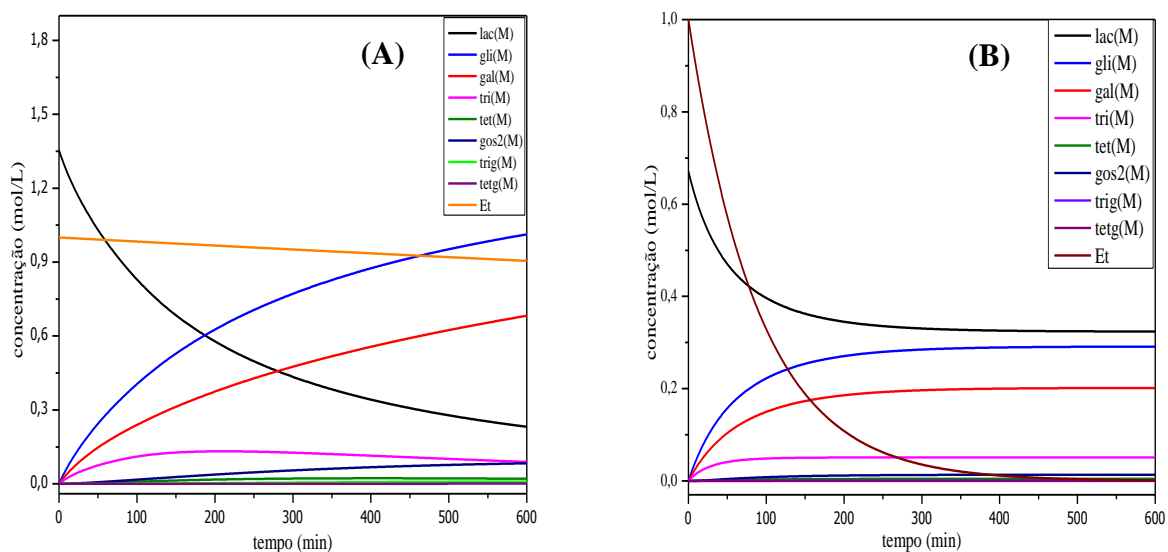 (A)
lac(M)
gli(M)
gal(M)
tri(M)
tet(M)
gos2(M)
trig(M)
tetg(M)
Et
concentração (mol/L)
1,8
1,5
1,2
0,9
0,6
0,3
0,0
0 100 200 300 400 500 600
tempo (min)
(B)
lac(M)
gli(M)
gal(M)
tri(M)
tet(M)
gos2(M)
trig(M)
tetg(M)
Et
concentração (mol/L)
1,0
0,8
0,6
0,4
0,2
0,0
0 100 200 300 400 500 600
tempo (min)